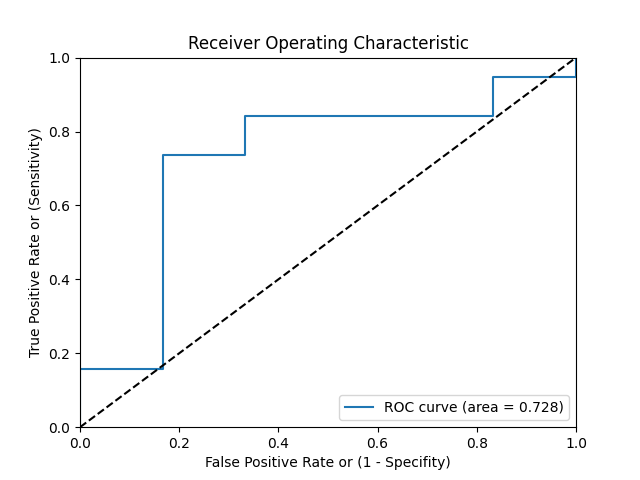 Receiver Operating Characteristic
1.0
0.8
0.6
0.4
0.2
0.0
True Positive Rate or (Sensitivity)
ROC curve (area = 0.728)
0.0 0.2 0.4 0.6 0.8 1.0
False Positive Rate or (1 - Specifity)